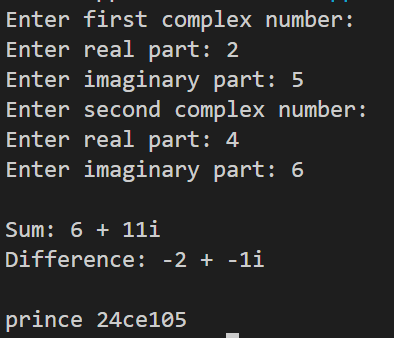 Enter first complex number:
Enter real part: 2
Enter imaginary part: 5
Enter second complex number:
Enter real part: 4
Enter imaginary part: 6
Sum: 6 + 11i
Difference: -2 + -1i
prince 24ce105